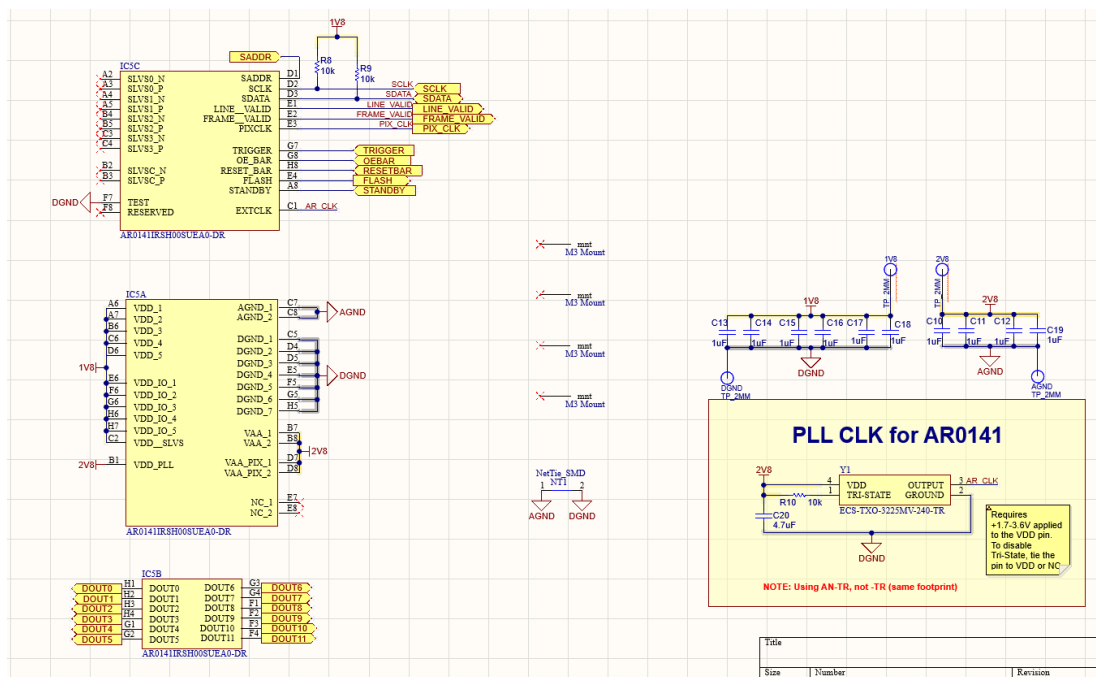 1V8
SADDR
IC5C
R8
10k
R9
10k
A2 SLVS0_N SADDR D1
A3 SLVS0_P SCLK D2 SCLK SCLK
A4 SLVS1_N SDATA D3 SDATA SDATA
A5 SLVS1_P LINE_VALID E1 LINE_VALID LINE_VALID
B4 SLVS2_N FRAME_VALID E2 FRAME_VALID FRAME_VALID
B5 SLVS2_P PIXCLK E3 PIX_CLK PIX_CLK
C3 SLVS3_N
C4 SLVS3_P
TRIGGER G7 TRIGGER
OE_BAR G8 OEBAR
B2 SLVSC_N RESET_BAR H8 RESETBAR
B3 SLVSC_P FLASH E4 FLASH
STANDBY A8 STANDBY
DGND F7 TEST
F8 RESERVED EXTCLK C1 AR_CLK
AR0141IRSH00SUEA0-DR
mnt
M3 Mount
mnt
M3 Mount
mnt
M3 Mount
mnt
M3 Mount
IC5A
A6 VDD_1 AGND_1 C7
A7 VDD_2 AGND_2 C8 AGND
B6 VDD_3
C6 VDD_4 DGND_1 C5
D6 VDD_5 DGND_2 D4
DGND_3 D5
1V8 DGND_4 E5 DGND
E6 VDD_IO_1 DGND_5 F5
F6 VDD_IO_2 DGND_6 G5
G6 VDD_IO_3 DGND_7 H5
H6 VDD_IO_4
H7 VDD_IO_5 VAA_1 B7
C2 VDD__SLVS VAA_2 B8
2V8
2V8 B1 VDD_PLL VAA_PIX_1 D7
VAA_PIX_2 D8
NC_1 E7
NC_2 E8
AR0141IRSH00SUEA0-DR
NetTie_SMD
NT1
1 2
AGND DGND
IC5B
DOUT0 H1 DOUT0 DOUT6 G3 DOUT6
DOUT1 H2 DOUT1 DOUT7 G4 DOUT7
DOUT2 H3 DOUT2 DOUT8 F1 DOUT8
DOUT3 H4 DOUT3 DOUT9 F2 DOUT9
DOUT4 G1 DOUT4 DOUT10 F3 DOUT10
DOUT5 G2 DOUT5 DOUT11 F4 DOUT11
AR0141IRSH00SUEA0-DR
1V8 2V8
TP_2MM TP_2MM
1V8 2V8
C13 C14 C15 C16 C17 C18 C10 C11 C12 C19
1uF 1uF 1uF 1uF 1uF 1uF 1uF 1uF 1uF 1uF
DGND AGND
DGND AGND
TP_2MM TP_2MM
PLL CLK for AR0141
2V8
Y1
4 VDD OUTPUT 3 AR_CLK
1 TRI-STATE GROUND 2
R10 10k
ECS-TXO-3225MV-240-TR
C20
4.7uF
DGND
Requires
+1.7-3.6V applied
to the VDD pin.
To disable
Tri-State, tie the
pin to VDD or NC
NOTE: Using AN-TR, not -TR (same footprint)
Title
Size Number Revision